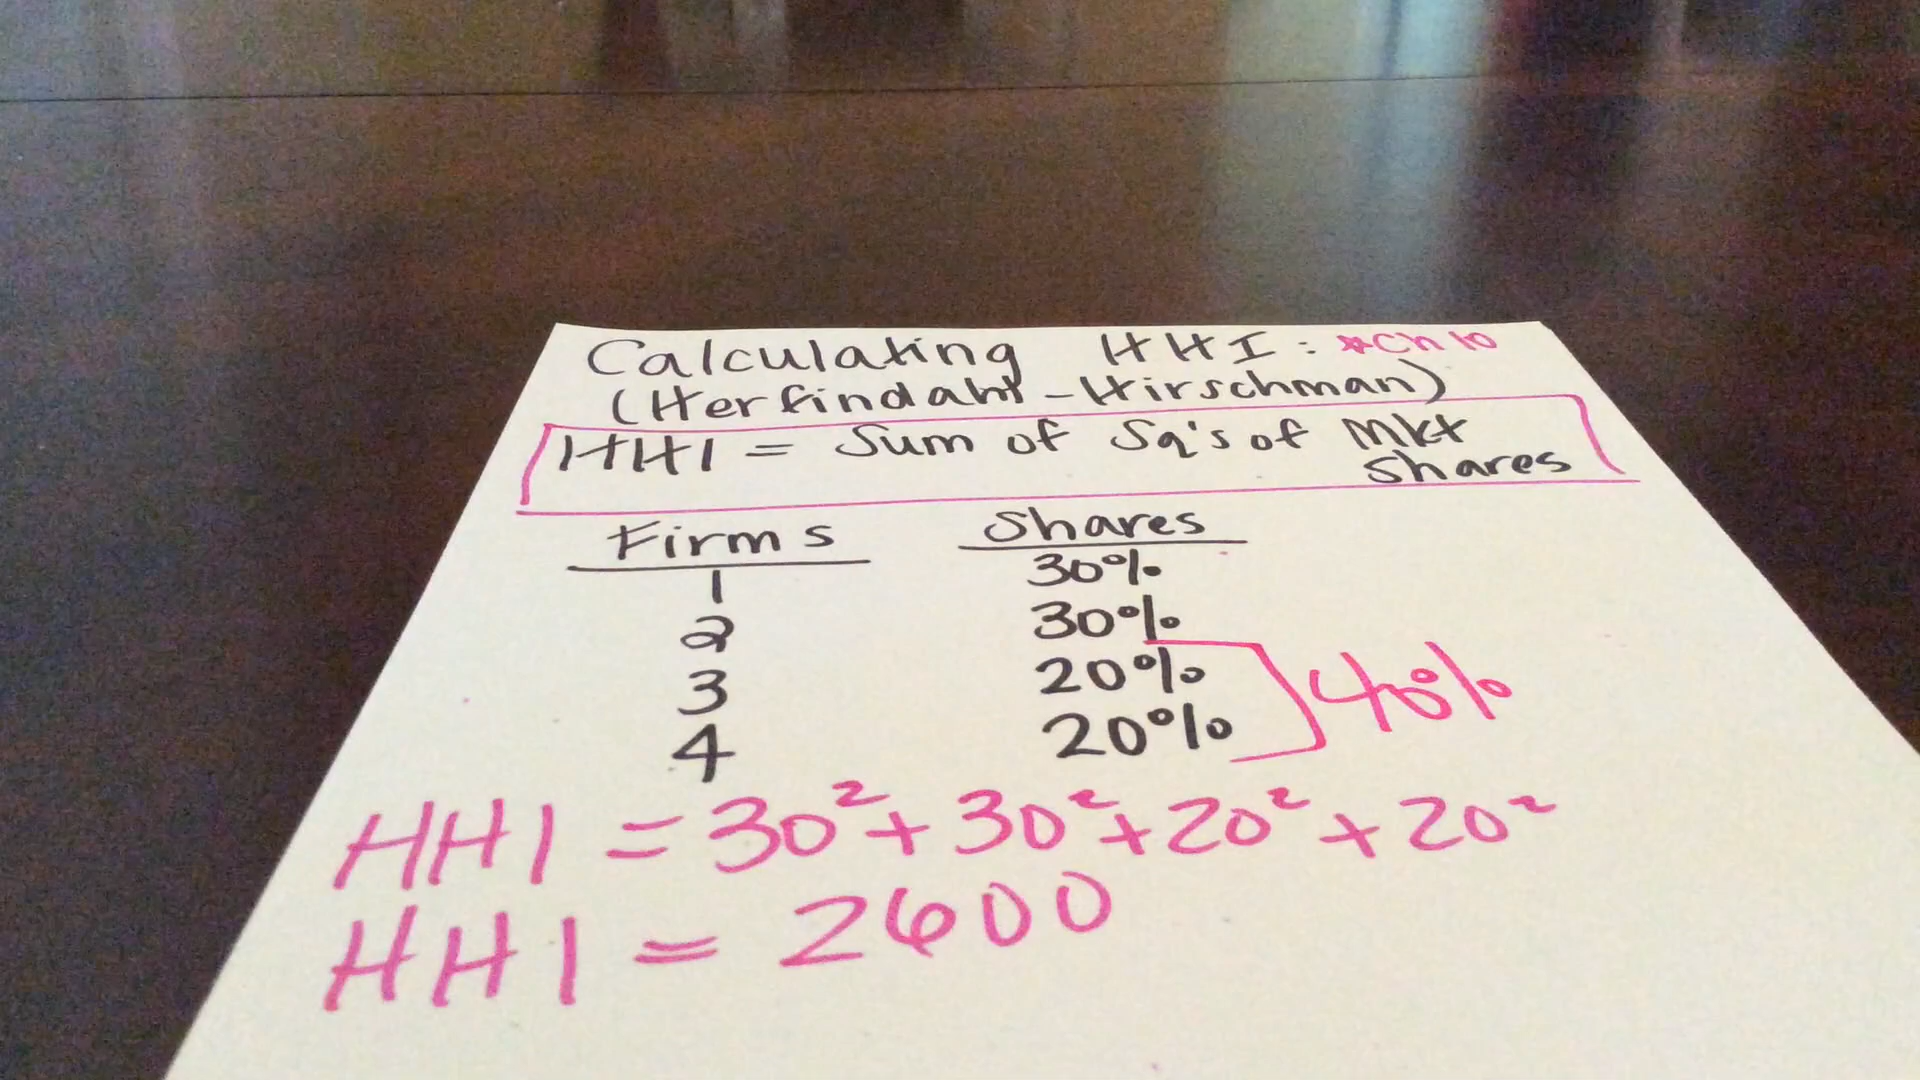 Calculating HHI: *Ch 10
(Herfindahl-Hirschman)
HHI = Sum of Sq's of Mkt
Shares
Firms Shares
1 30%
2 30%
3 20%
4 20%
40%
HHI = 30² + 30² + 20² + 20²
HHI = 2600